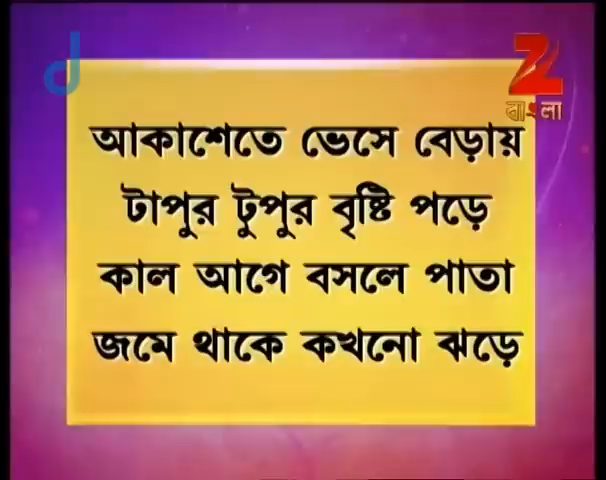 d
Z
বাংলা
আকাশেতে ভেসে বেড়ায়
টাপুর টুপুর বৃষ্টি পড়ে
কাল আগে বসলে পাতা
জমে থাকে কখনো ঝড়ে